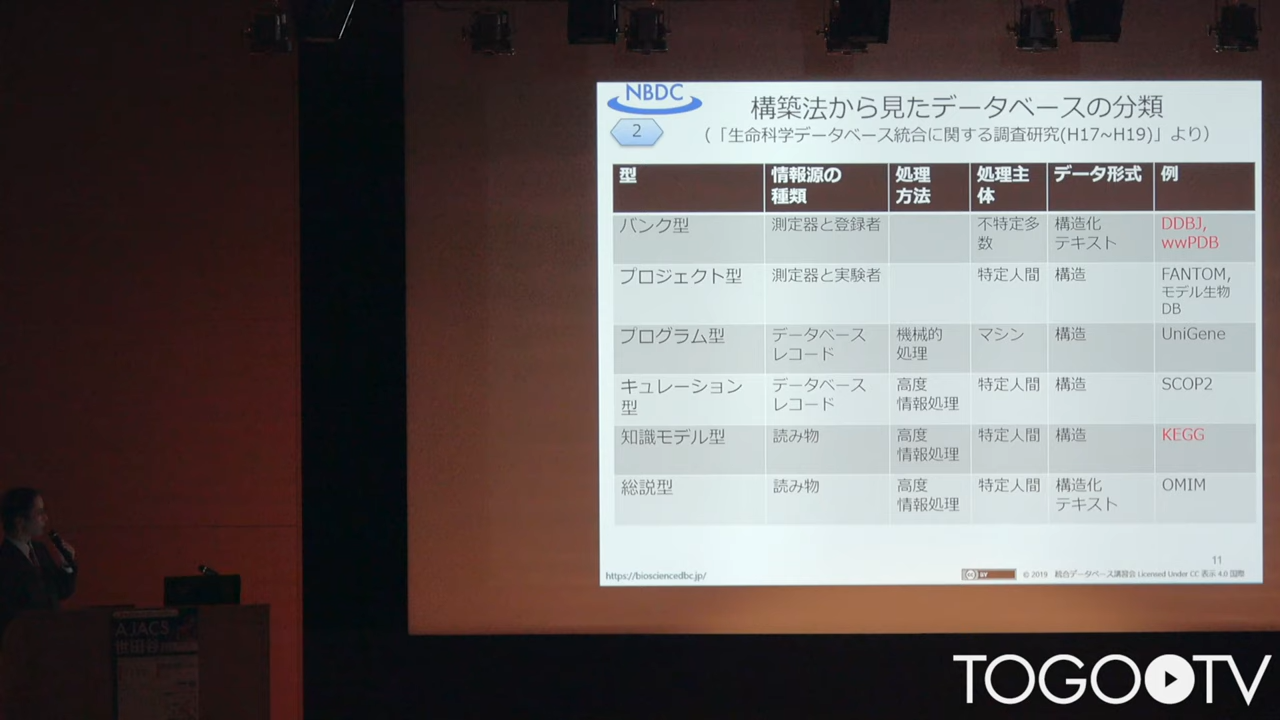 NBDC
2
構築法から見たデータベースの分類
（「生命科学データベース統合に関する調査研究(H17~H19)」より）
型 情報源の種類 処理方法 処理主体 データ形式 例
バンク型 測定器と登録者 不特定多数 構造化テキスト DDBJ, wwPDB
プロジェクト型 測定器と実験者 特定人間 構造 FANTOM, モデル生物DB
プログラム型 データベースレコード 機械的処理 マシン 構造 UniGene
キュレーション型 データベースレコード 高度情報処理 特定人間 構造 SCOP2
知識モデル型 読み物 高度情報処理 特定人間 構造 KEGG
総説型 読み物 高度情報処理 特定人間 構造化テキスト OMIM
11
https://biosciencedbc.jp/
cc BY © 2019 統合データベース講習会 Licensed Under CC 表示 4.0 国際
AJACS
世田谷
TOGO TV